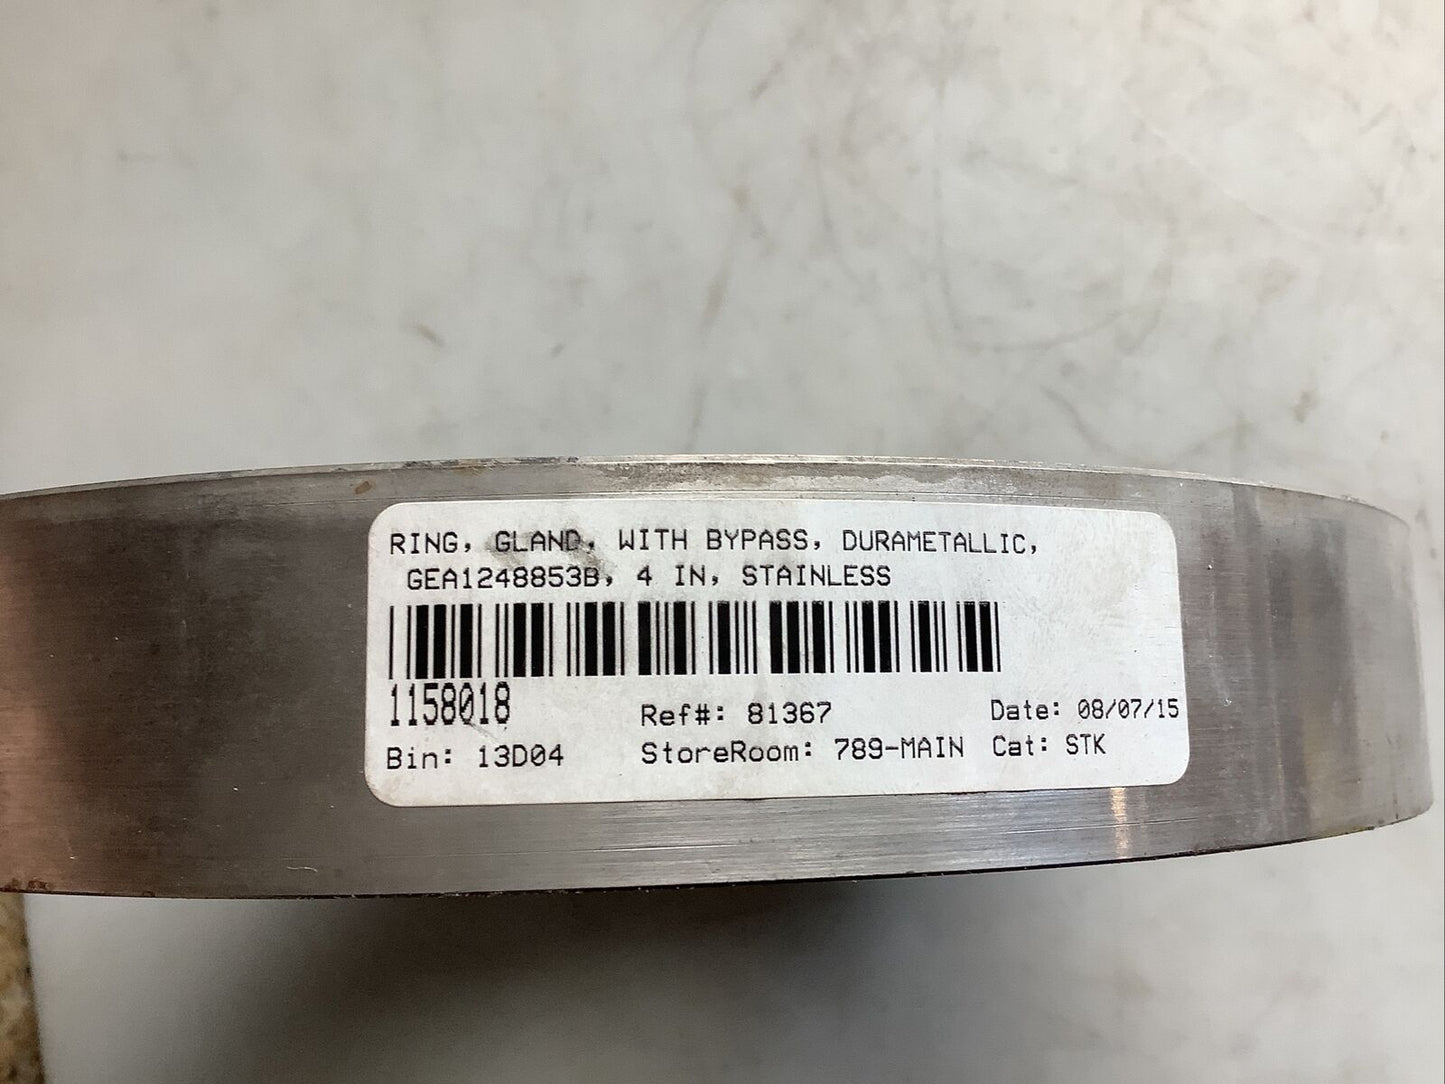 RING, GLAND, WITH BYPASS, DURAMETALLIC,
GEA1248853B, 4 IN, STAINLESS
1158018
Ref#: 81367 Date: 08/07/15
Bin: 13D04 StoreRoom: 789-MAIN Cat: STK